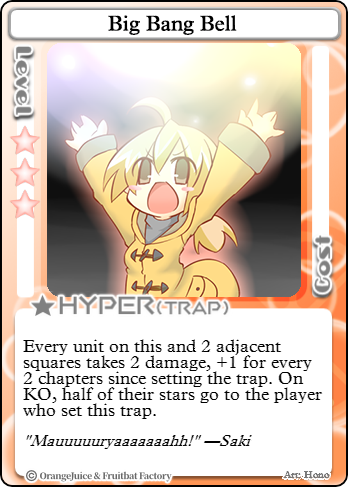 Big Bang Bell
Level
Cost
HYPER(TRAP)
Every unit on this and 2 adjacent
squares takes 2 damage, +1 for every
2 chapters since setting the trap. On
KO, half of their stars go to the player
who set this trap.
"Mauuuuuryaaaaaaahh!" —Saki
© OrangeJuice & Fruitbat Factory
Art: Hono